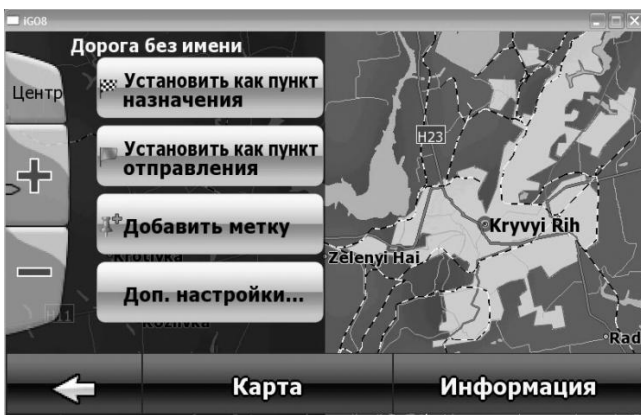 iGO8
Дорога без имени
Центр
Установить как пункт
назначения
Установить как пункт
отправления
Добавить метку
Доп. настройки...
H23
Kryvyi Rih
Zelenyi Hai
Rad
Карта
Информация